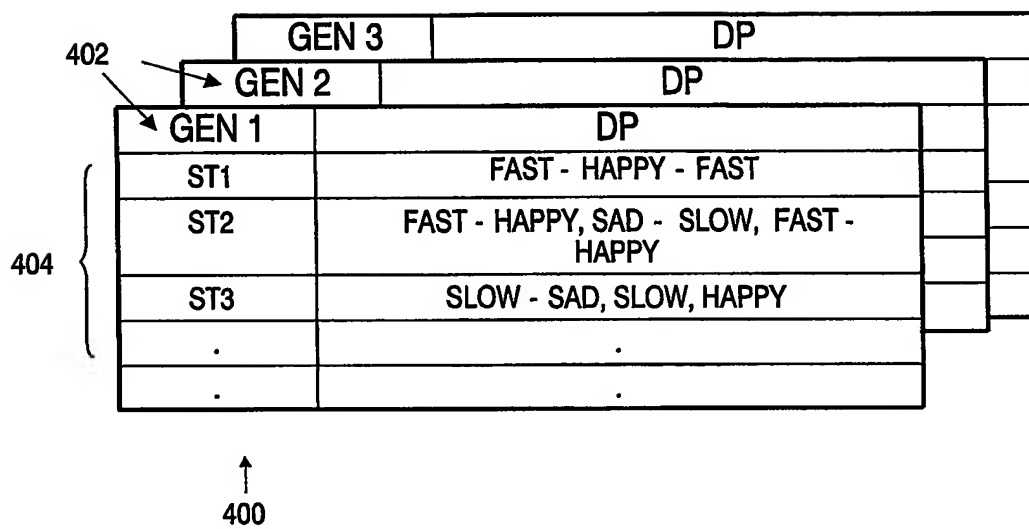 GEN 3 DP
402
GEN 2 DP
GEN 1 DP
ST1 FAST - HAPPY - FAST
ST2 FAST - HAPPY, SAD - SLOW, FAST -
HAPPY
404
ST3 SLOW - SAD, SLOW, HAPPY
. .
. .
400